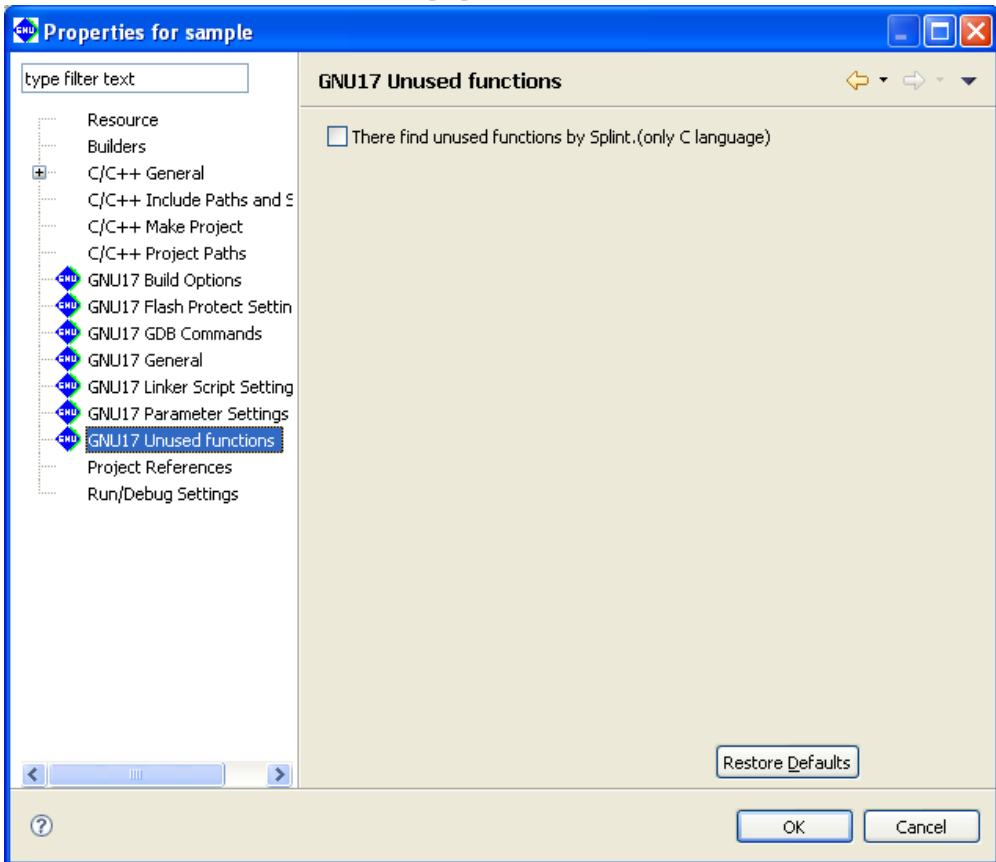 Properties for sample
type filter text
GNU17 Unused functions
Resource
Builders
C/C++ General
C/C++ Include Paths and S
C/C++ Make Project
C/C++ Project Paths
GNU17 Build Options
GNU17 Flash Protect Settin
GNU17 GDB Commands
GNU17 General
GNU17 Linker Script Setting
GNU17 Parameter Settings
GNU17 Unused functions
Project References
Run/Debug Settings
There find unused functions by Splint.(only C language)
Restore Defaults
OK
Cancel